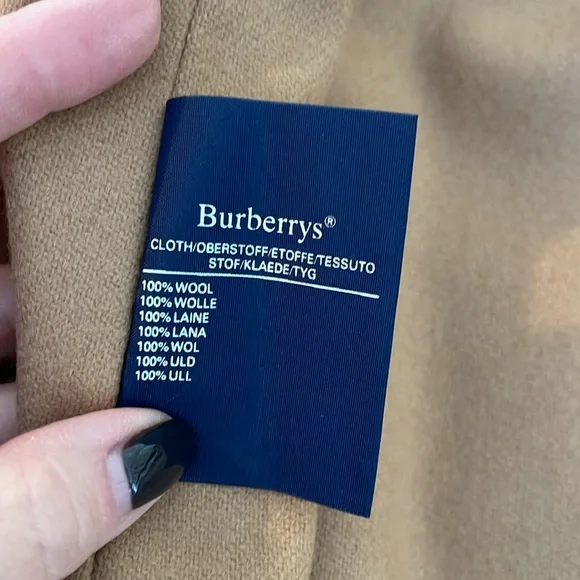 Burberrys®
CLOTH/OBERSTOFF/ETOFFE/TESSUTO
STOF/KLAEDE/TYG
100% WOOL
100% WOLLE
100% LAINE
100% LANA
100% WOL
100% ULD
100% ULL